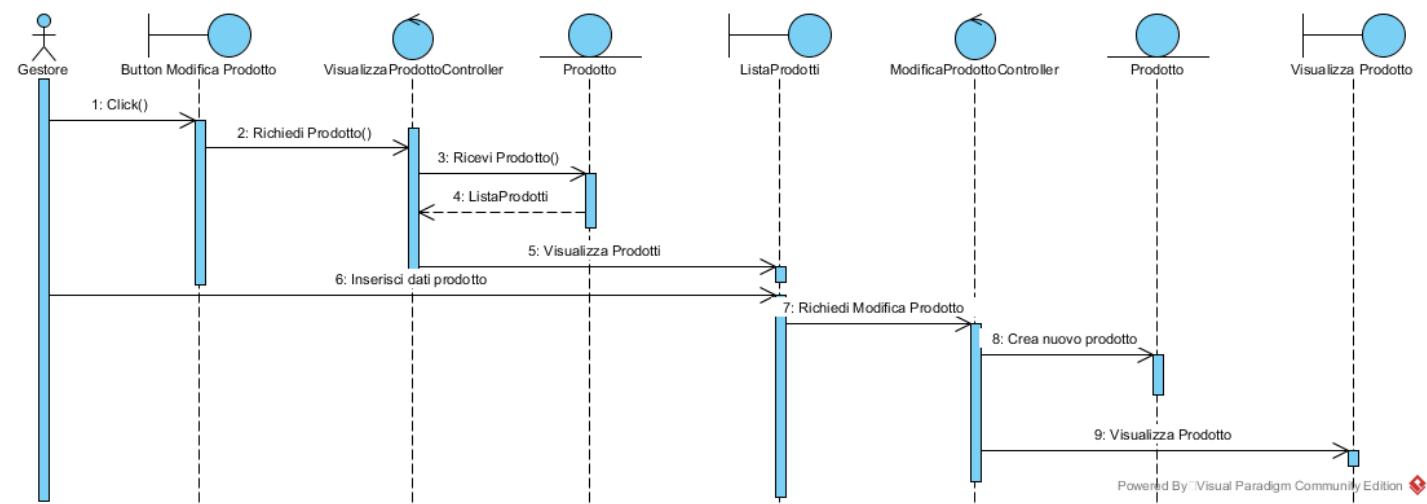 Gestore
Button Modifica Prodotto
VisualizzaProdottoController
Prodotto
ListaProdotti
ModificaProdottoController
Prodotto
Visualizza Prodotto
1: Click()
2: Richiedi Prodotto()
3: Ricevi Prodotto()
4: ListaProdotti
5: Visualizza Prodotti
6: Inserisci dati prodotto
7: Richiedi Modifica Prodotto
8: Crea nuovo prodotto
9: Visualizza Prodotto
Powered By Visual Paradigm Community Edition